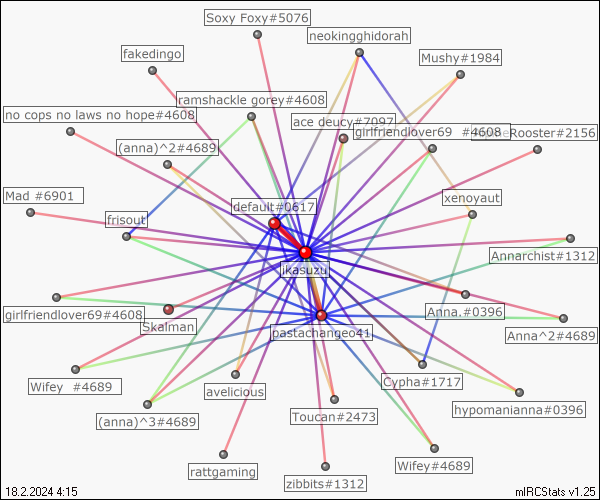 Soxy Foxy#5076
neokingghidorah
fakedingo
Mushy#1984
ramshackle gorey#4608
no cops no laws no hope#4608
ace deucy#7097
girlfriendlover69 #4608
Rooster#2156
(anna)^2#4689
Mad #6901
xenoyaut
default#0617
frisout
Annarchist#1312
jkasuzu
Anna.#0396
girlfriendlover69#4608
Skalman
pastachangeo41
Anna^2#4689
Cypha#1717
Wifey #4689
avelicious
hypomanianna#0396
(anna)^3#4689
Toucan#2473
Wifey#4689
rattgaming
zibbits#1312
18.2.2024 4:15
mIRCStats v1.25